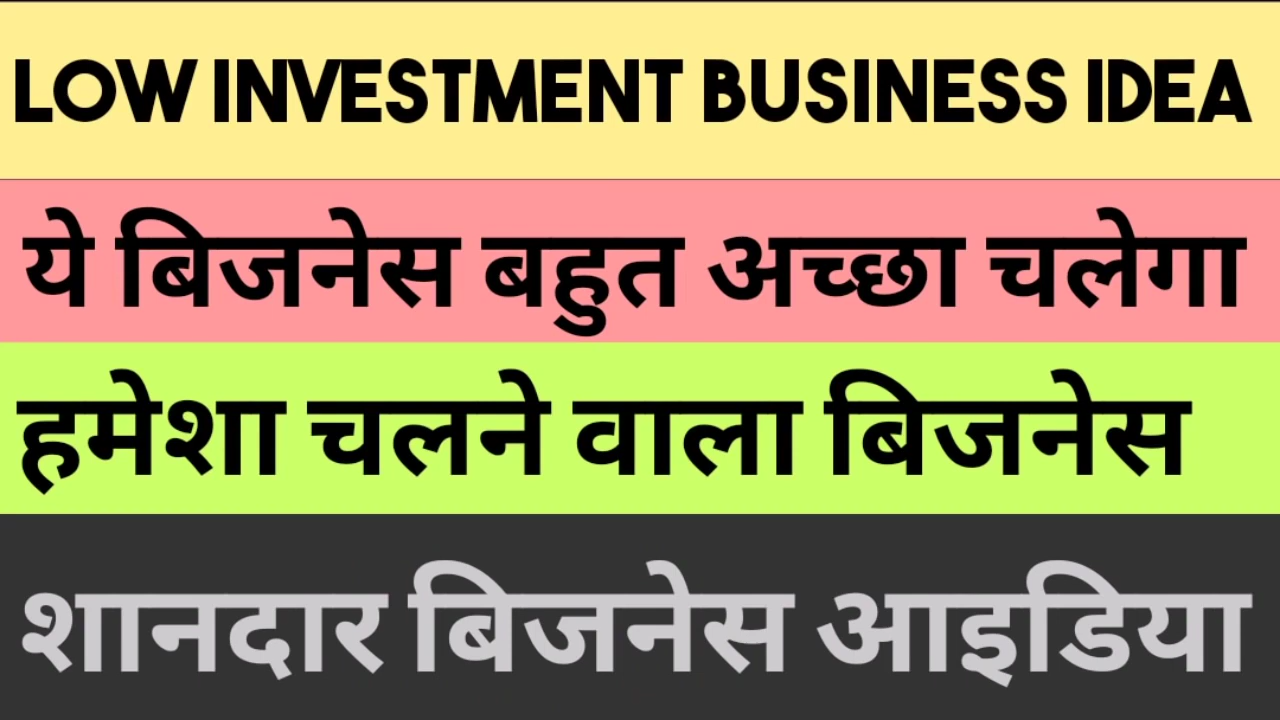 LOW INVESTMENT BUSINESS IDEA
ये बिजनेस बहुत अच्छा चलेगा
हमेशा चलने वाला बिजनेस
शानदार बिजनेस आइडिया